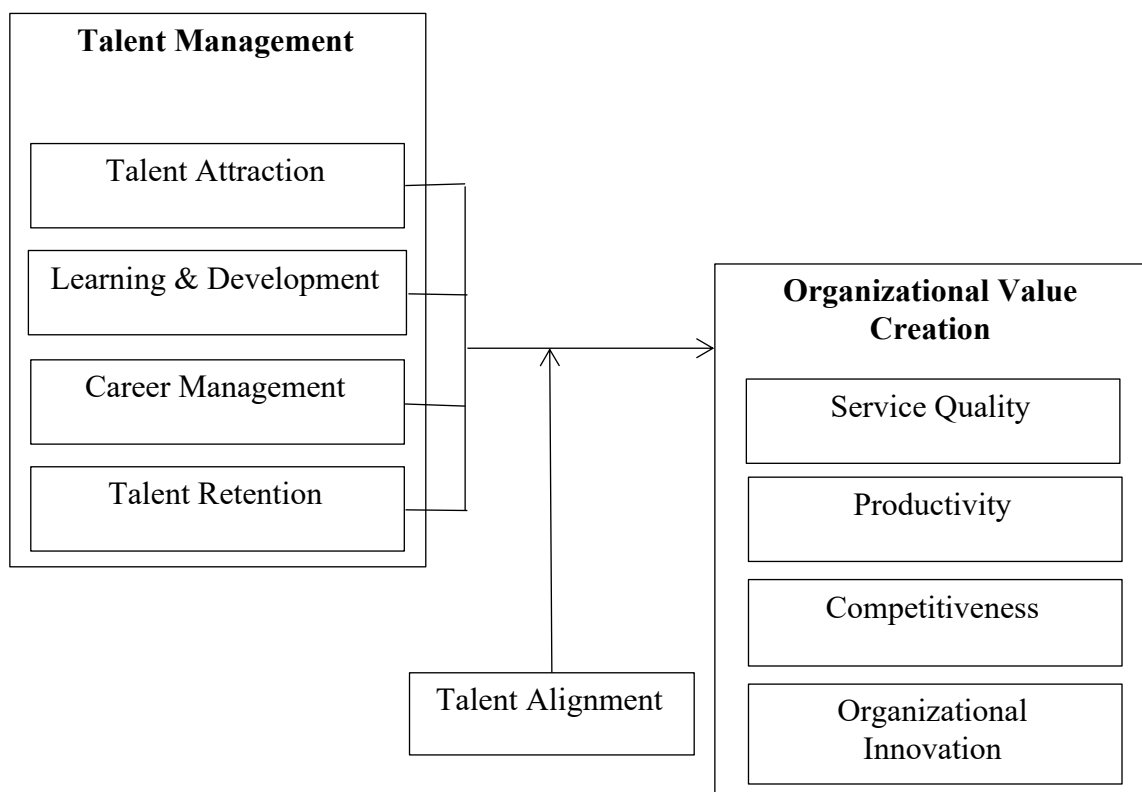 Talent Management
Talent Attraction
Learning & Development
Career Management
Talent Retention
Talent Alignment
Organizational Value
Creation
Service Quality
Productivity
Competitiveness
Organizational
Innovation